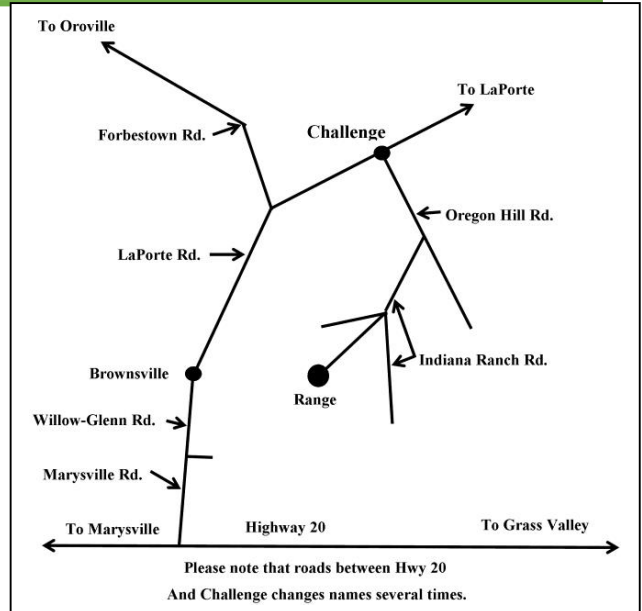 To Oroville
To LaPorte
Forbestown Rd.
Challenge
Oregon Hill Rd.
LaPorte Rd.
Indiana Ranch Rd.
Brownsville
Range
Willow-Glenn Rd.
Marysville Rd.
To Marysville
Highway 20
To Grass Valley
Please note that roads between Hwy 20
And Challenge changes names several times.